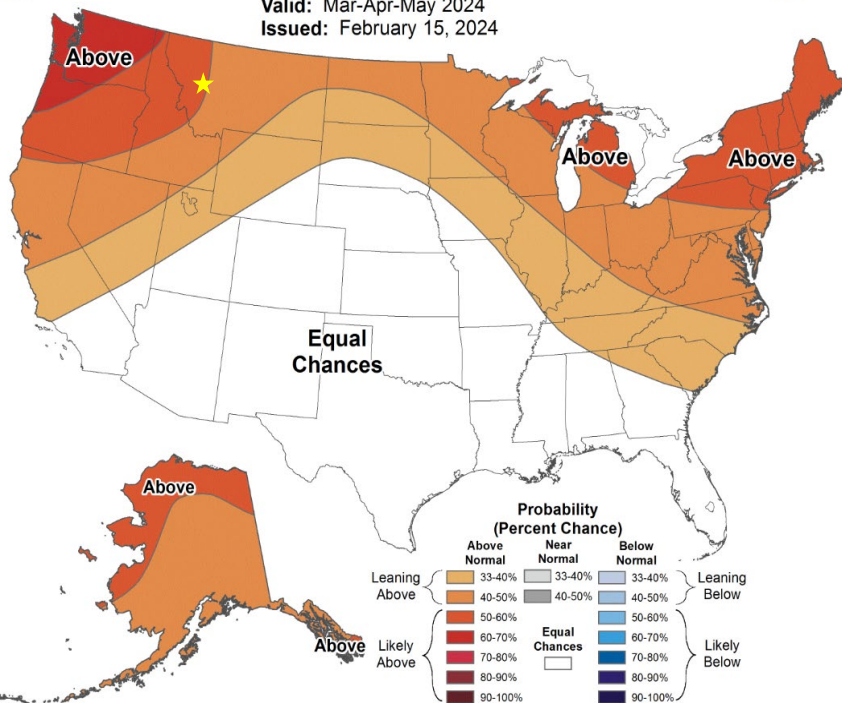 Valid: Mar-Apr-May 2024
Issued: February 15, 2024
Above
Above
Above
Equal
Chances
Above
Above
Probability
(Percent Chance)
Above
Normal
Near
Normal
Below
Normal
Leaning
Above
33-40%
40-50%
33-40%
40-50%
33-40%
40-50%
Leaning
Below
Likely
Above
50-60%
60-70%
70-80%
80-90%
90-100%
Equal
Chances
50-60%
60-70%
70-80%
80-90%
90-100%
Likely
Below